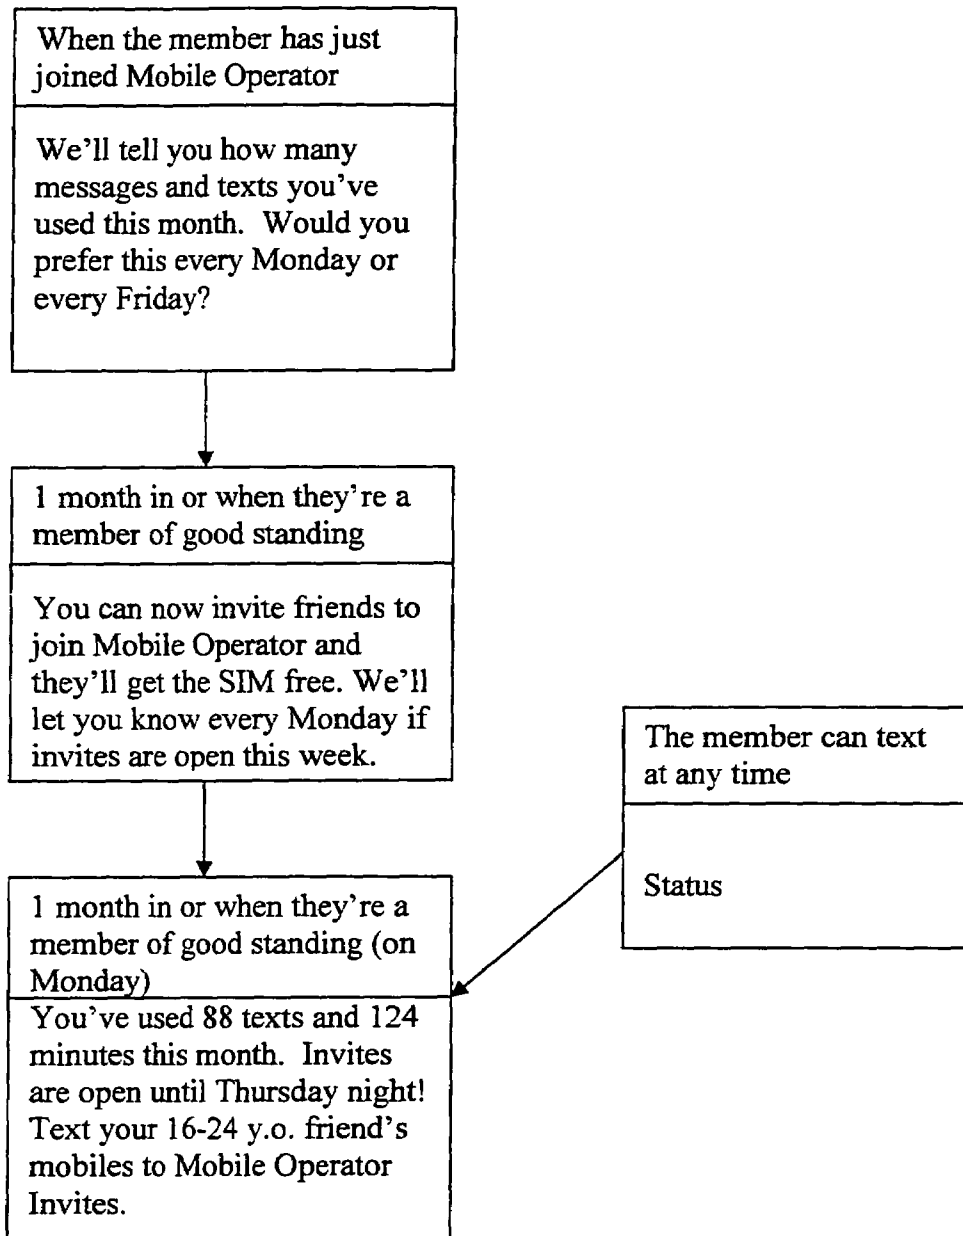 When the member has just
joined Mobile Operator
We'll tell you how many
messages and texts you've
used this month.  Would you
prefer this every Monday or
every Friday?
1 month in or when they're a
member of good standing
You can now invite friends to
join Mobile Operator and
they'll get the SIM free. We'll
let you know every Monday if
invites are open this week.
The member can text
at any time
Status
1 month in or when they're a
member of good standing (on
Monday)
You've used 88 texts and 124
minutes this month.  Invites
are open until Thursday night!
Text your 16-24 y.o. friend's
mobiles to Mobile Operator
Invites.